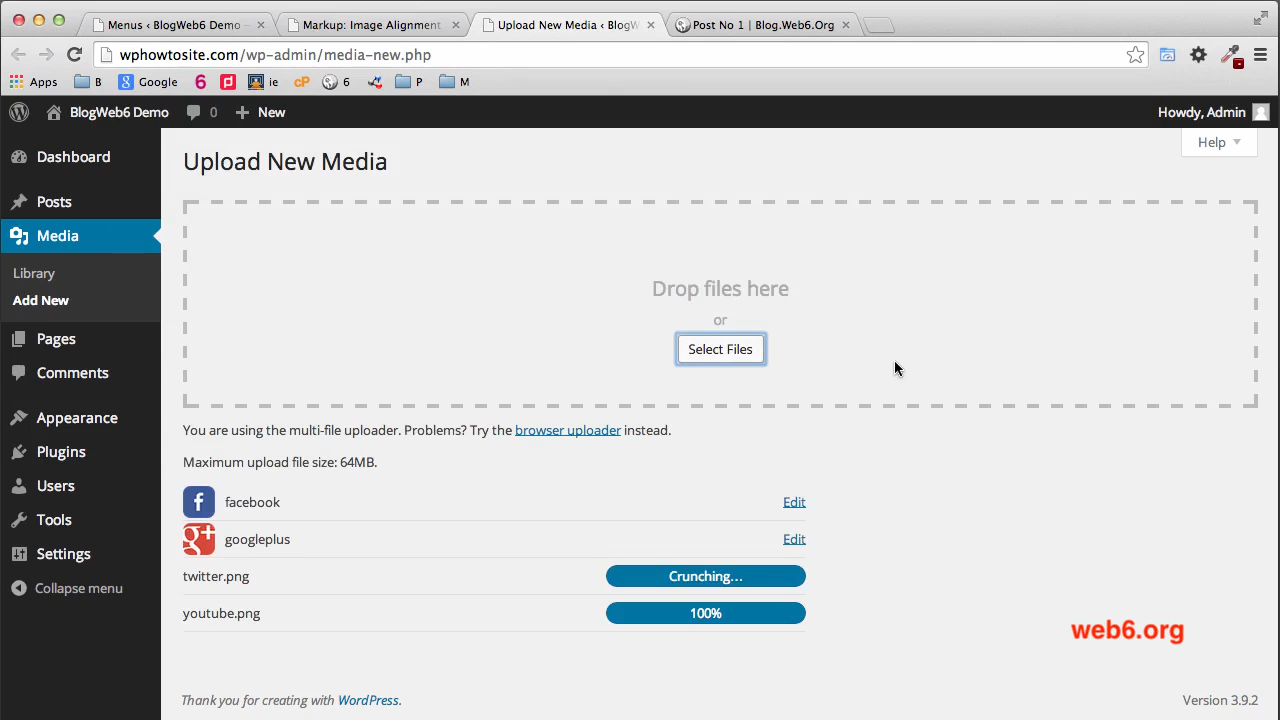 Menus ‹ BlogWeb6 Demo –
Markup: Image Alignment
Upload New Media ‹ BlogW
Post No 1 | Blog.Web6.Org
wphowtosite.com/wp-admin/media-new.php
Apps B Google 6 ie cP 6 P M
BlogWeb6 Demo 0 + New Howdy, Admin
Help
Upload New Media
Dashboard
Posts
Media
Library
Add New
Pages
Comments
Appearance
Plugins
Users
Tools
Settings
Collapse menu
Drop files here
or
Select Files
You are using the multi-file uploader. Problems? Try the browser uploader instead.
Maximum upload file size: 64MB.
facebook Edit
googleplus Edit
twitter.png Crunching…
youtube.png 100%
web6.org
Thank you for creating with WordPress. Version 3.9.2